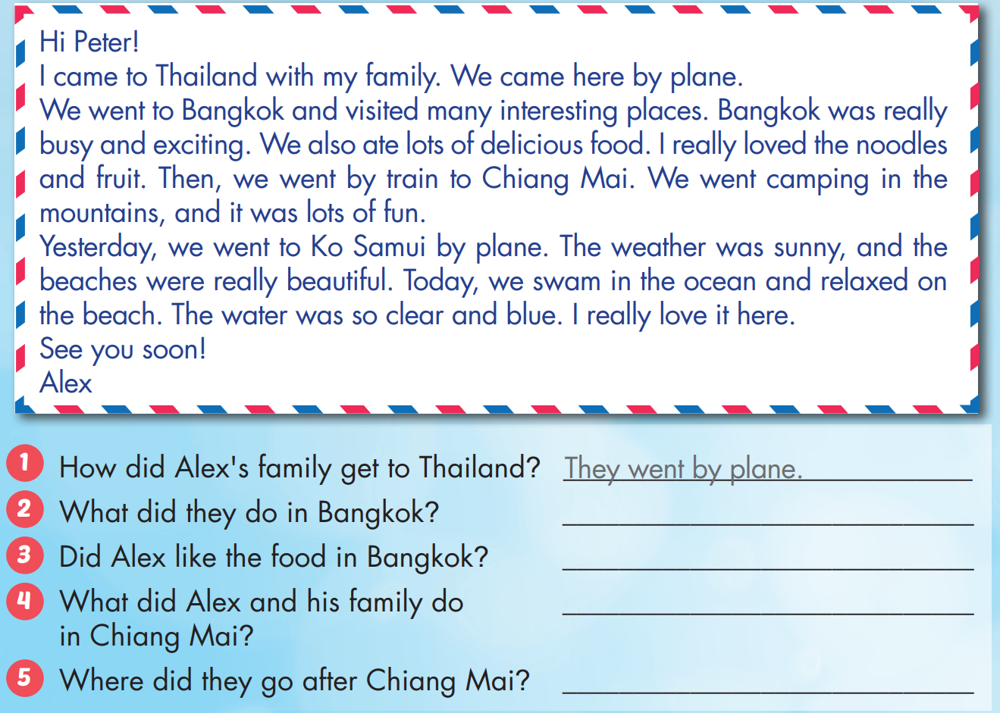 Hi Peter!
I came to Thailand with my family. We came here by plane.
We went to Bangkok and visited many interesting places. Bangkok was really
busy and exciting. We also ate lots of delicious food. I really loved the noodles
and fruit. Then, we went by train to Chiang Mai. We went camping in the
mountains, and it was lots of fun.
Yesterday, we went to Ko Samui by plane. The weather was sunny, and the
beaches were really beautiful. Today, we swam in the ocean and relaxed on
the beach. The water was so clear and blue. I really love it here.
See you soon!
Alex
1 How did Alex's family get to Thailand? They went by plane.
2 What did they do in Bangkok?
3 Did Alex like the food in Bangkok?
4 What did Alex and his family do
in Chiang Mai?
5 Where did they go after Chiang Mai?